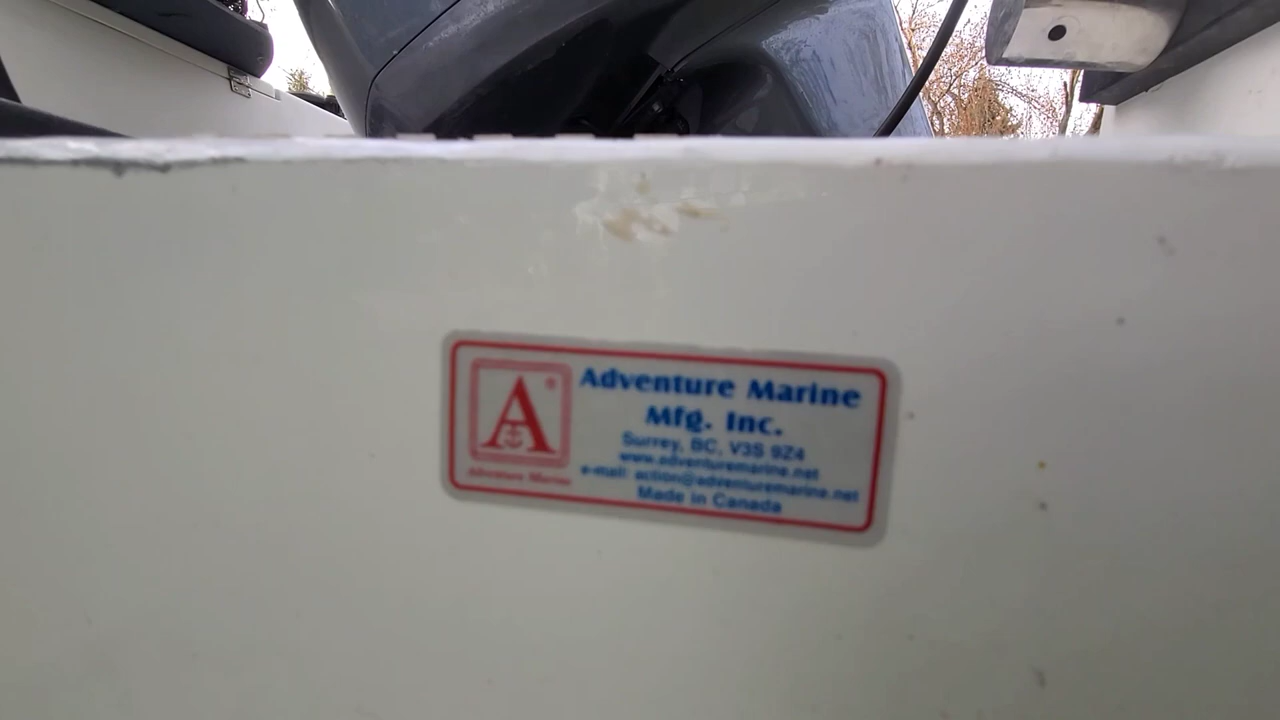 A®
Adventure Marine
Adventure Marine
Mfg. Inc.
Surrey, BC, V3S 9Z4
www.adventuremarine.net
e-mail: action@adventuremarine.net
Made in Canada